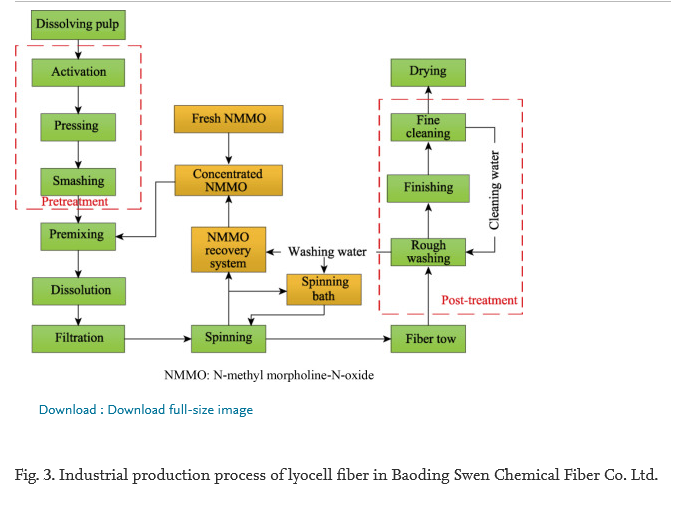 Dissolving pulp
Activation
Pressing
Smashing
Pretreatment
Premixing
Dissolution
Filtration
Fresh NMMO
Concentrated
NMMO
NMMO
recovery
system
Washing water
Spinning
bath
Spinning
Drying
Fine
cleaning
Finishing
Cleaning water
Rough
washing
Post-treatment
Fiber tow
NMMO: N-methyl morpholine-N-oxide
Download : Download full-size image
Fig. 3. Industrial production process of lyocell fiber in Baoding Swen Chemical Fiber Co. Ltd.